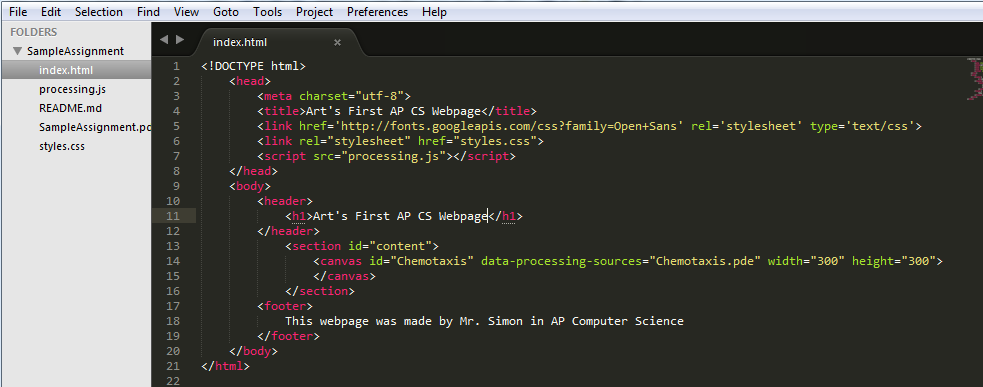 File Edit Selection Find View Goto Tools Project Preferences Help
FOLDERS
SampleAssignment
index.html
processing.js
README.md
SampleAssignment.pd
styles.css
index.html ×
1 <!DOCTYPE html>
2 <head>
3 <meta charset="utf-8">
4 <title>Art's First AP CS Webpage</title>
5 <link href='http://fonts.googleapis.com/css?family=Open+Sans' rel='stylesheet' type='text/css'>
6 <link rel="stylesheet" href="styles.css">
7 <script src="processing.js"></script>
8 </head>
9 <body>
10 <header>
11 <h1>Art's First AP CS Webpage</h1>
12 </header>
13 <section id="content">
14 <canvas id="Chemotaxis" data-processing-sources="Chemotaxis.pde" width="300" height="300">
15 </canvas>
16 </section>
17 <footer>
18 This webpage was made by Mr. Simon in AP Computer Science
19 </footer>
20 </body>
21 </html>
22